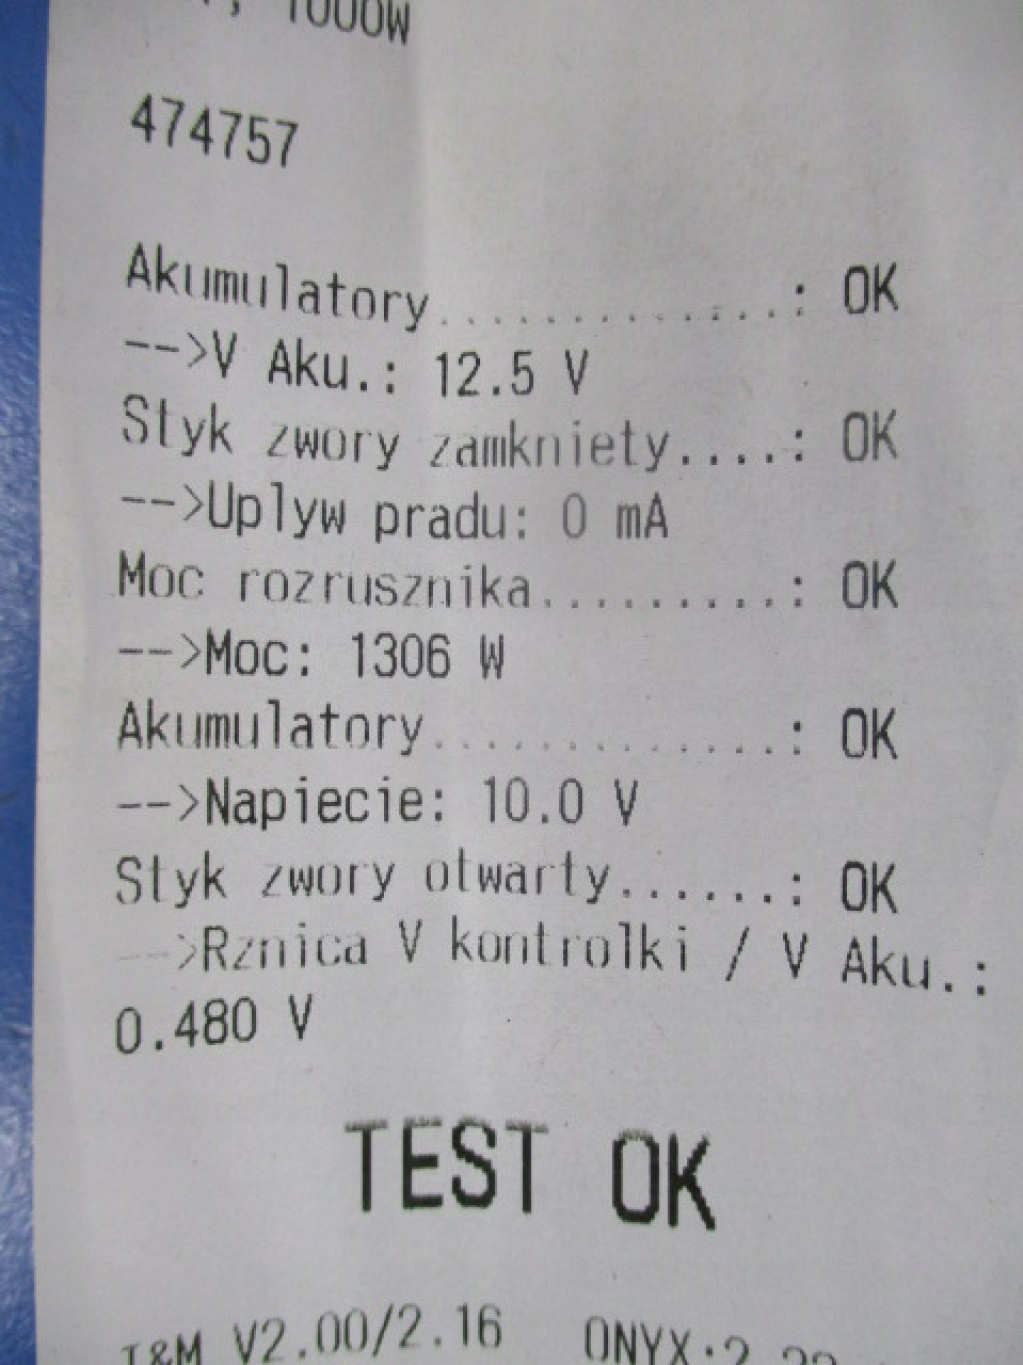 1000W
474757
Akumulatory..............: OK
-->V Aku.: 12.5 V
Styk zwory zamkniety....: OK
-->Uplyw pradu: 0 mA
Moc rozrusznika..........: OK
-->Moc: 1306 W
Akumulatory..............: OK
-->Napiecie: 10.0 V
Styk zwory otwarty......: OK
-->Rznica V kontrolki / V Aku.:
0.480 V
TEST OK
T&M V2.00/2.16 ONYX: